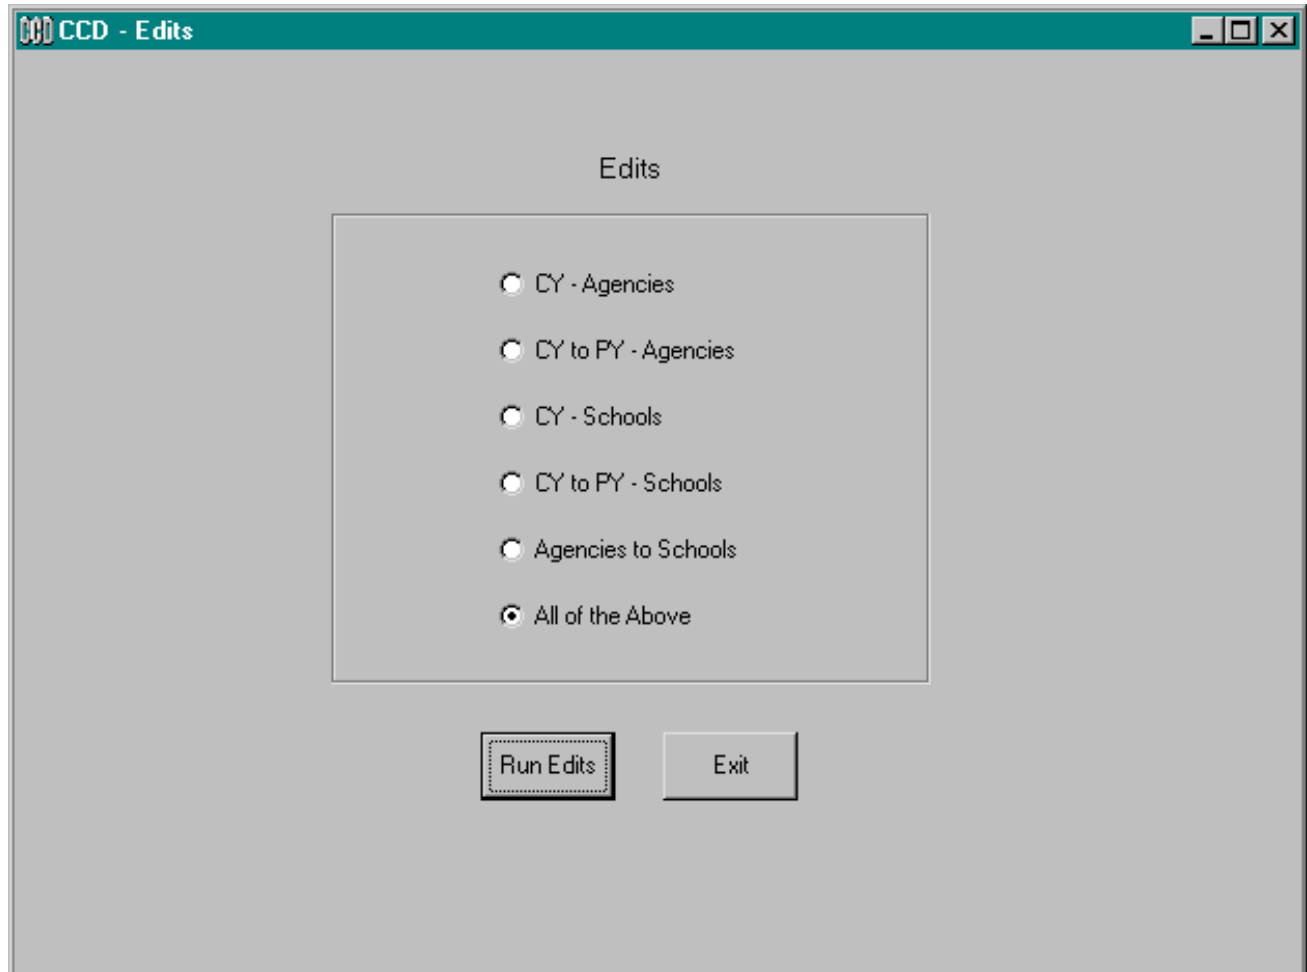 CCD CCD - Edits
Edits
CY - Agencies
CY to PY - Agencies
CY - Schools
CY to PY - Schools
Agencies to Schools
All of the Above
Run Edits Exit